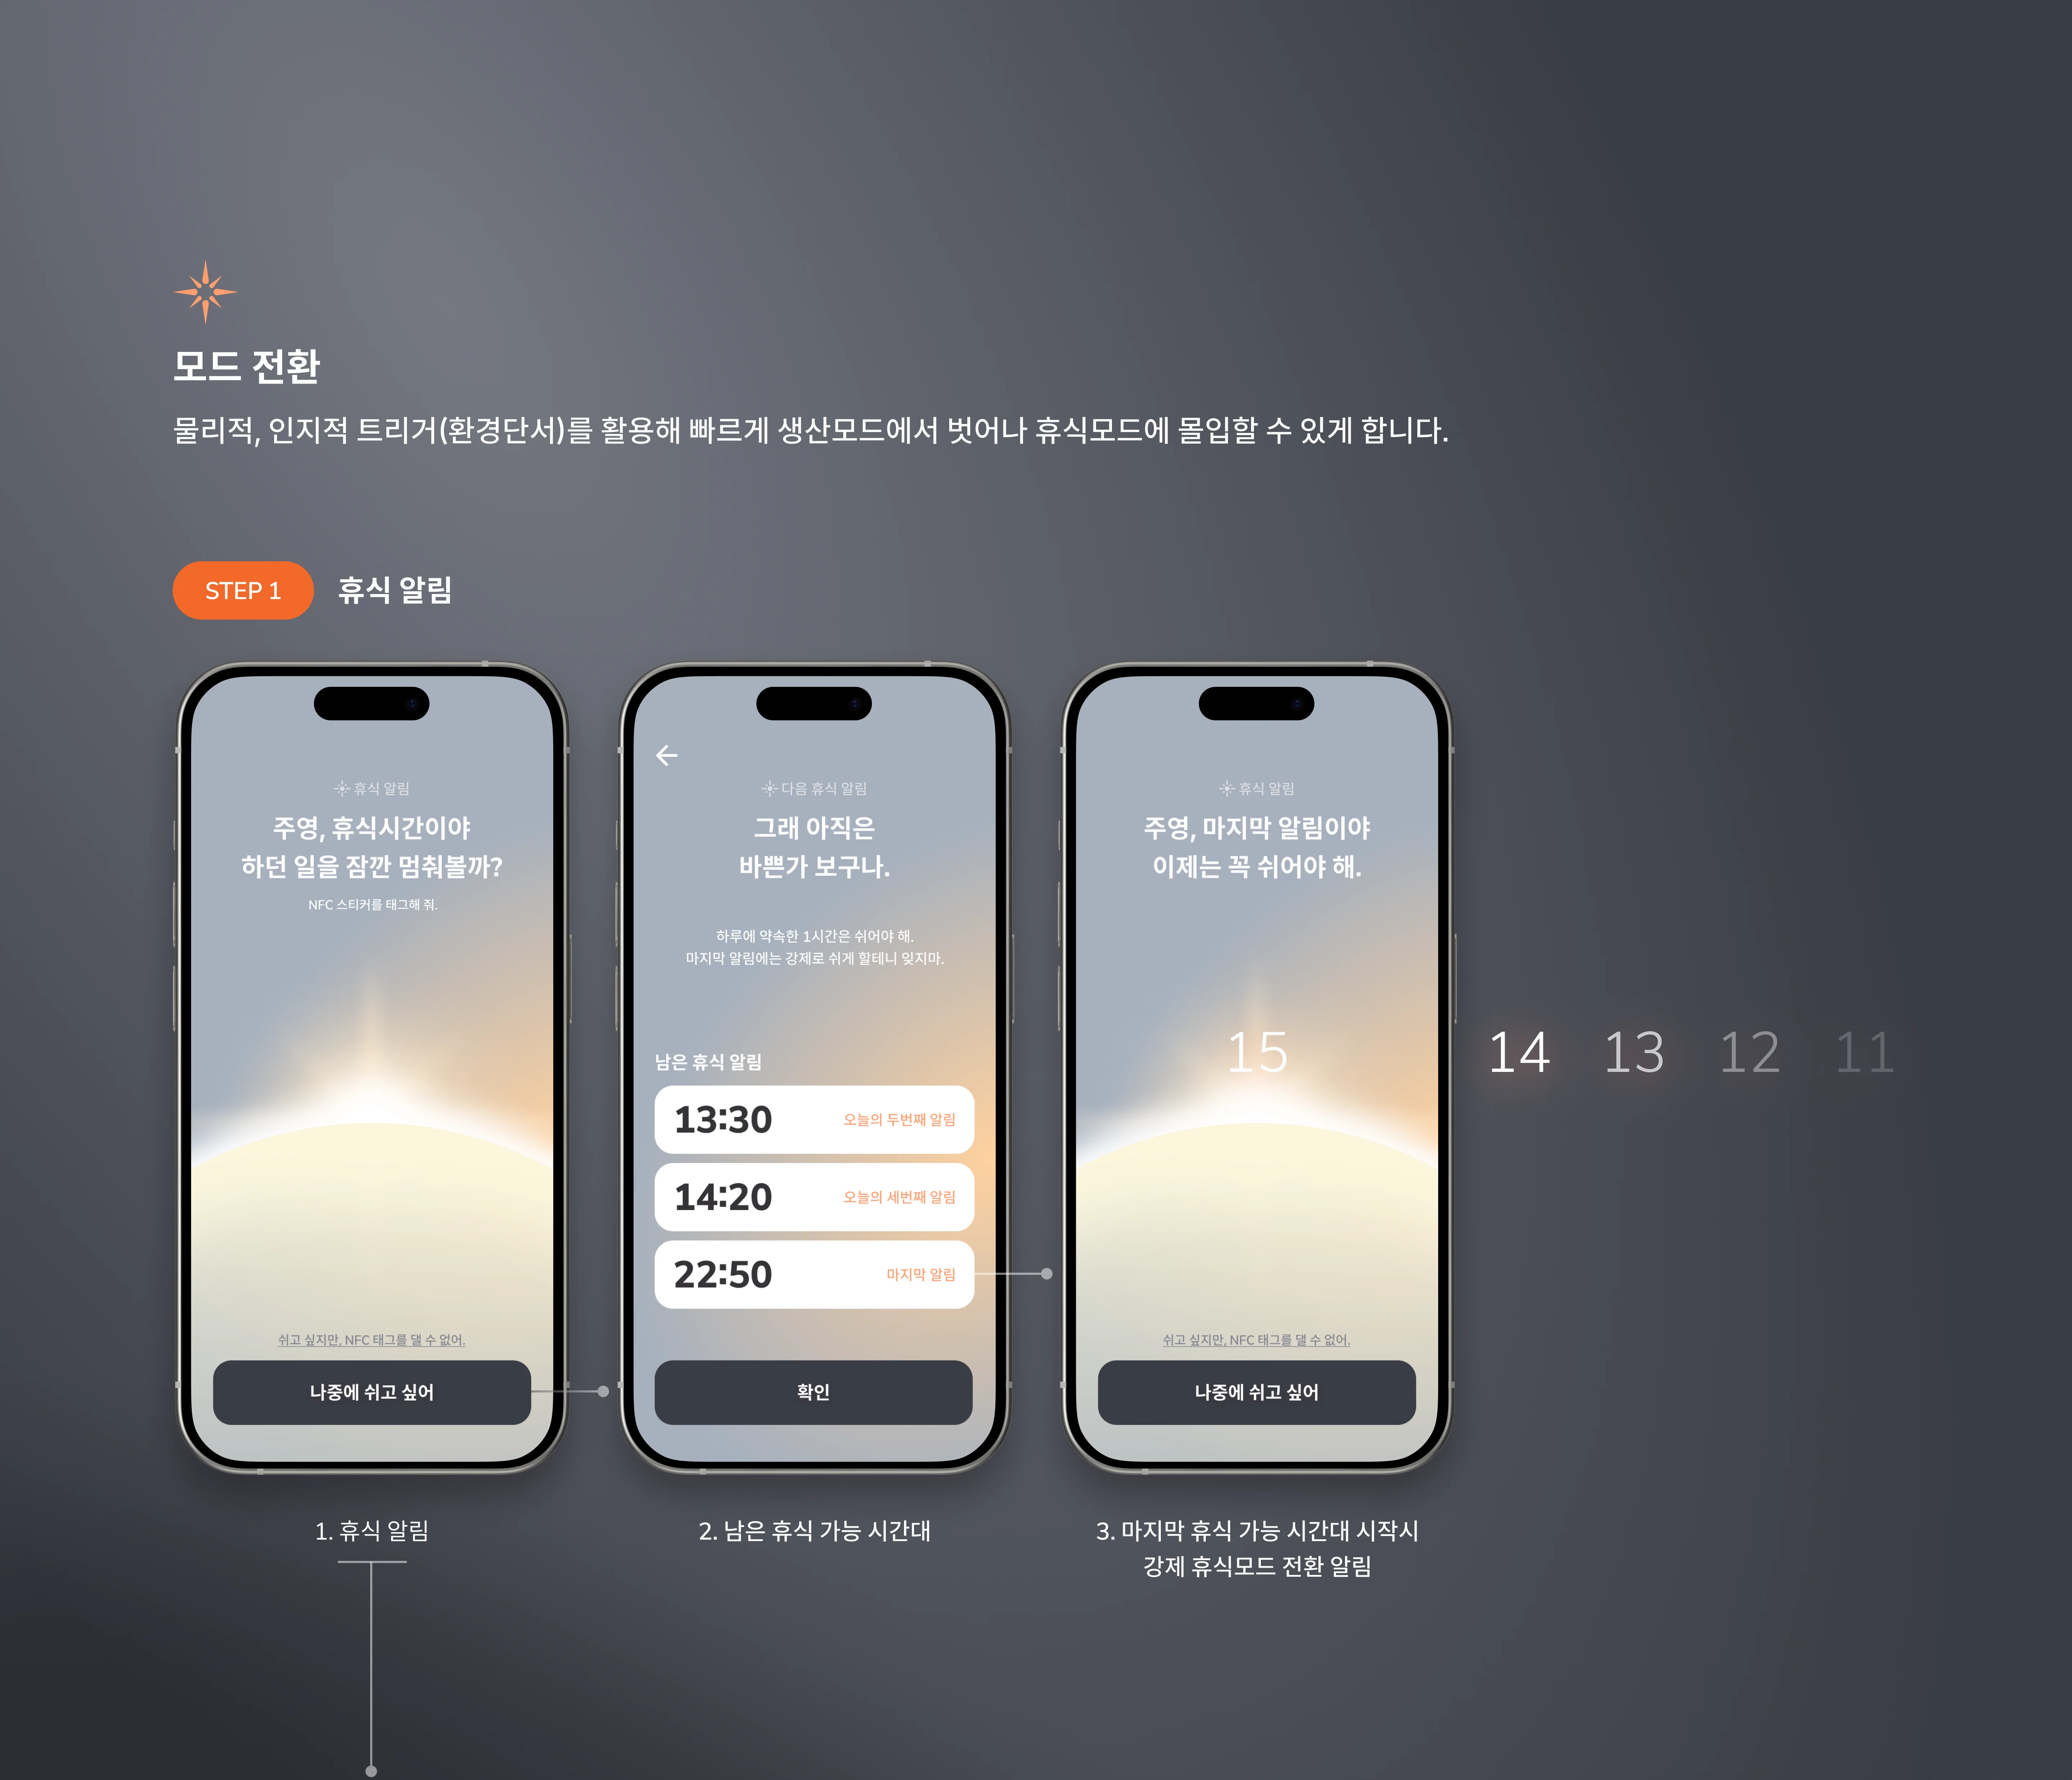 모드 전환
물리적, 인지적 트리거(환경단서)를 활용해 빠르게 생산모드에서 벗어나 휴식모드에 몰입할 수 있게 합니다.
STEP 1 휴식 알림
휴식 알림
주영, 휴식시간이야
하던 일을 잠깐 멈춰볼까?
NFC 스티커를 태그해 줘.
쉬고 싶지만, NFC 태그를 댈 수 없어.
나중에 쉬고 싶어
1. 휴식 알림
다음 휴식 알림
그래 아직은
바쁜가 보구나.
하루에 약속한 1시간은 쉬어야 해.
마지막 알림에는 강제로 쉬게 할테니 잊지마.
남은 휴식 알림
13:30 오늘의 두번째 알림
14:20 오늘의 세번째 알림
22:50 마지막 알림
확인
2. 남은 휴식 가능 시간대
휴식 알림
주영, 마지막 알림이야
이제는 꼭 쉬어야 해.
15 14 13 12 11
쉬고 싶지만, NFC 태그를 댈 수 없어.
나중에 쉬고 싶어
3. 마지막 휴식 가능 시간대 시작시
강제 휴식모드 전환 알림